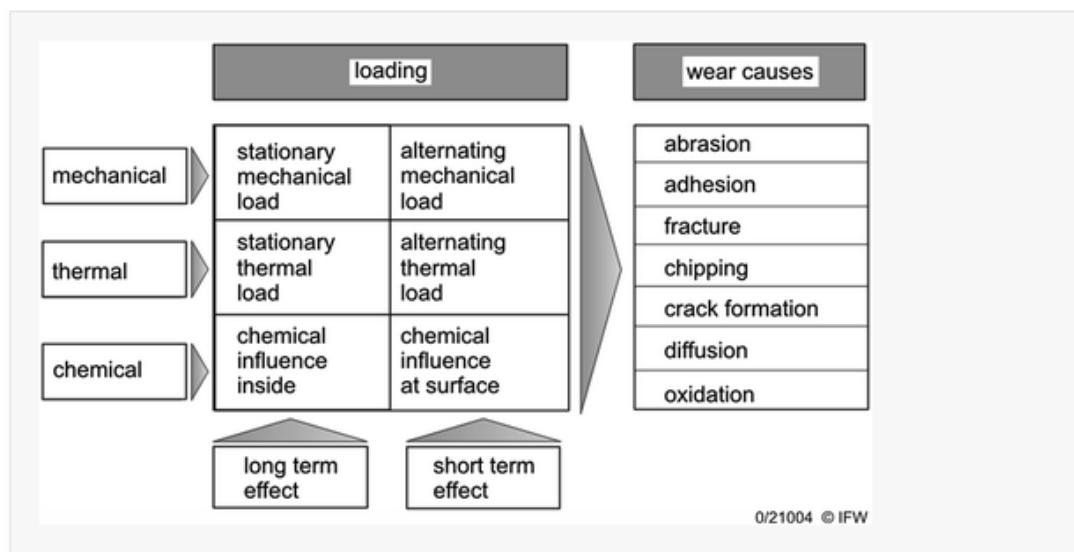 loading
wear causes
mechanical
stationary
mechanical
load
alternating
mechanical
load
thermal
stationary
thermal
load
alternating
thermal
load
chemical
chemical
influence
inside
chemical
influence
at surface
abrasion
adhesion
fracture
chipping
crack formation
diffusion
oxidation
long term
effect
short term
effect
0/21004 © IFW